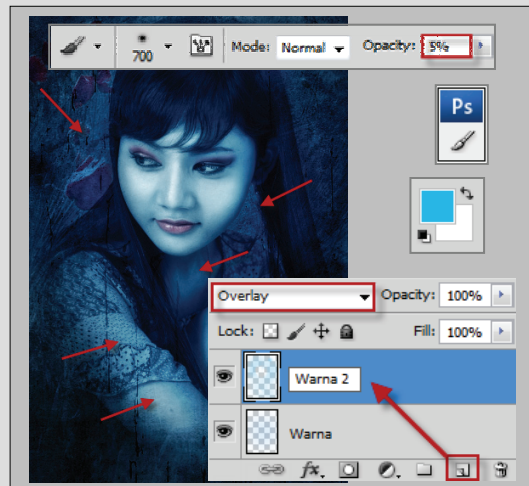 Mode: Normal Opacity: 5%
700
Ps
Overlay Opacity: 100%
Lock: Fill: 100%
Warna 2
Warna
fx.